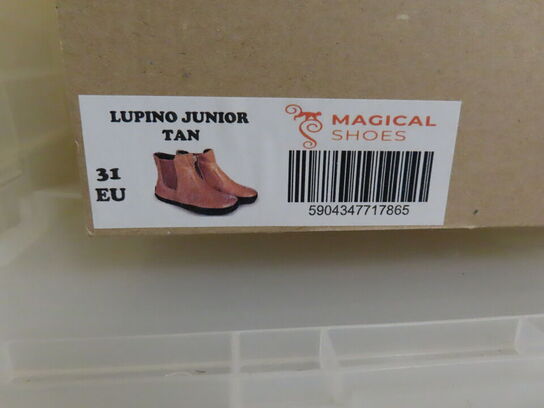 LUPINO JUNIOR
TAN
31
EU
MAGICAL
SHOES
5904347717865